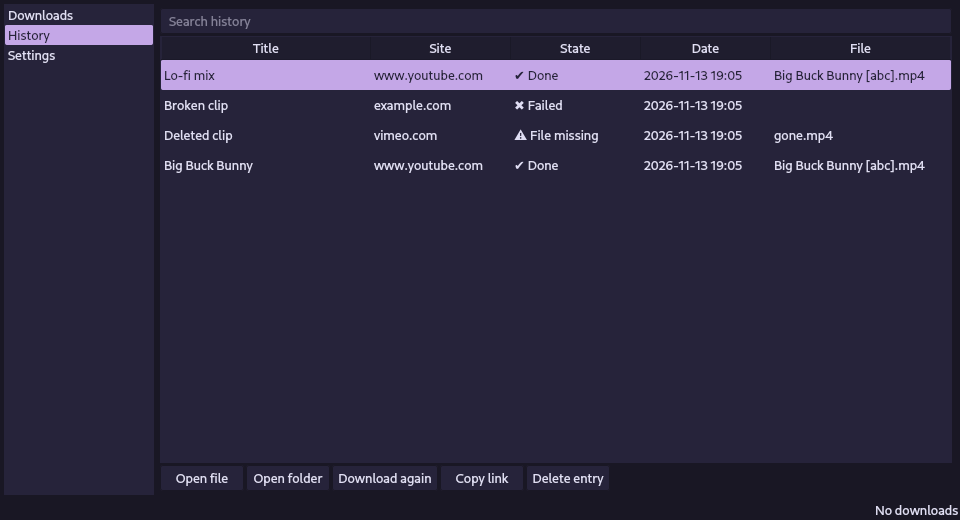 Downloads
History
Settings
Search history
Title Site State Date File
Lo-fi mix www.youtube.com ✔ Done 2026-11-13 19:05 Big Buck Bunny [abc].mp4
Broken clip example.com ✖ Failed 2026-11-13 19:05
Deleted clip vimeo.com ⚠ File missing 2026-11-13 19:05 gone.mp4
Big Buck Bunny www.youtube.com ✔ Done 2026-11-13 19:05 Big Buck Bunny [abc].mp4
Open file Open folder Download again Copy link Delete entry
No downloads